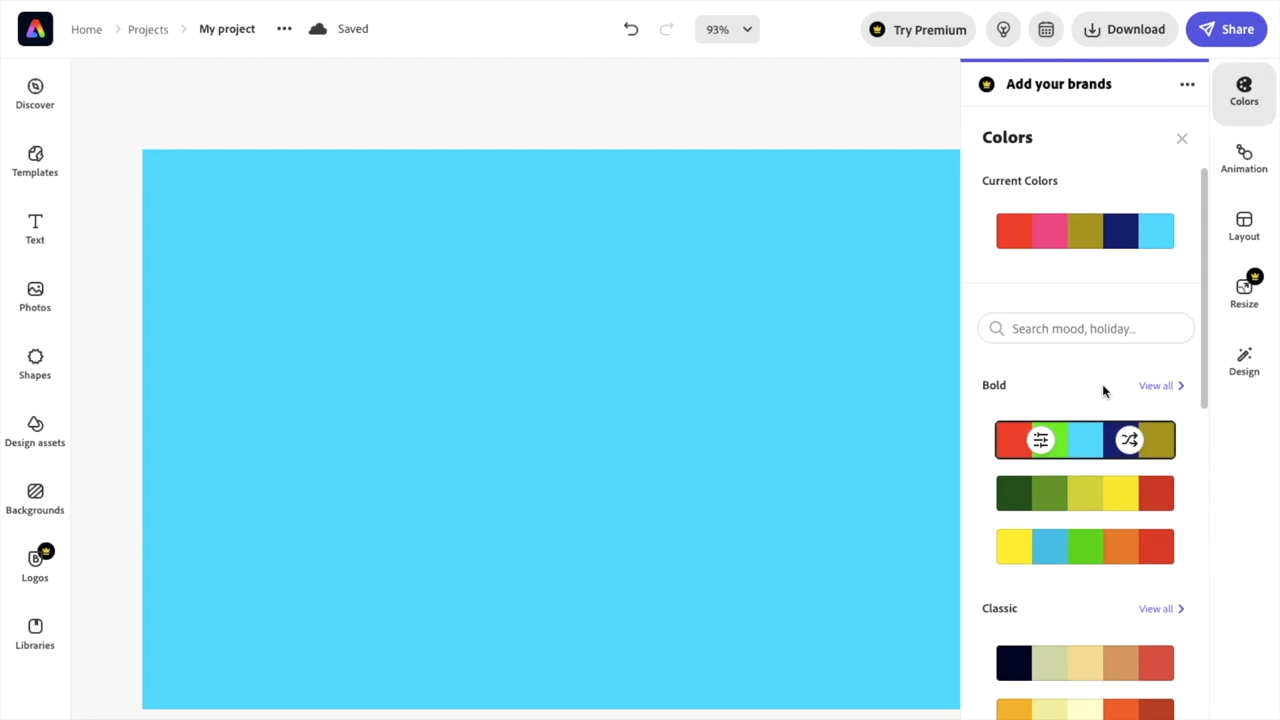 Home
Projects
My project
Saved
93%
Try Premium
Download
Share
Discover
Templates
Text
Photos
Shapes
Design assets
Backgrounds
Logos
Libraries
Add your brands
Colors
Current Colors
Search mood, holiday...
Bold
View all
Classic
View all
Colors
Animation
Layout
Resize
Design